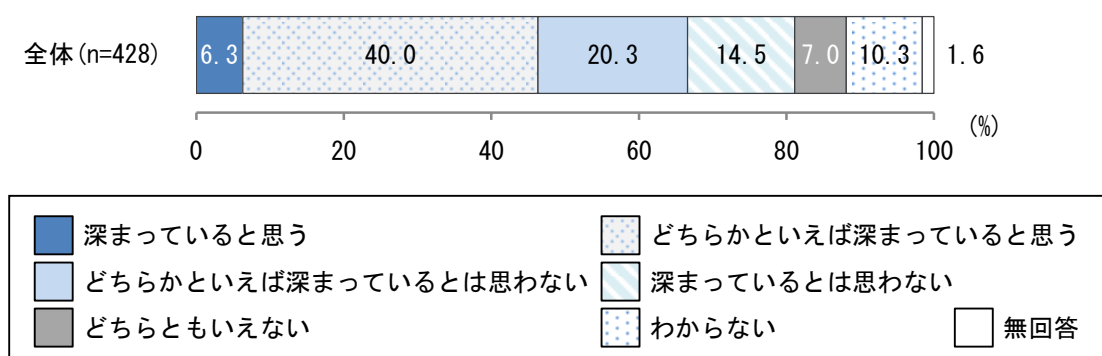 全体(n=428) 6.3 40.0 20.3 14.5 7.0 10.3 1.6
(%)
0 20 40 60 80 100
深まっていると思う どちらかといえば深まっていると思う
どちらかといえば深まっているとは思わない 深まっているとは思わない
どちらともいえない わからない 無回答